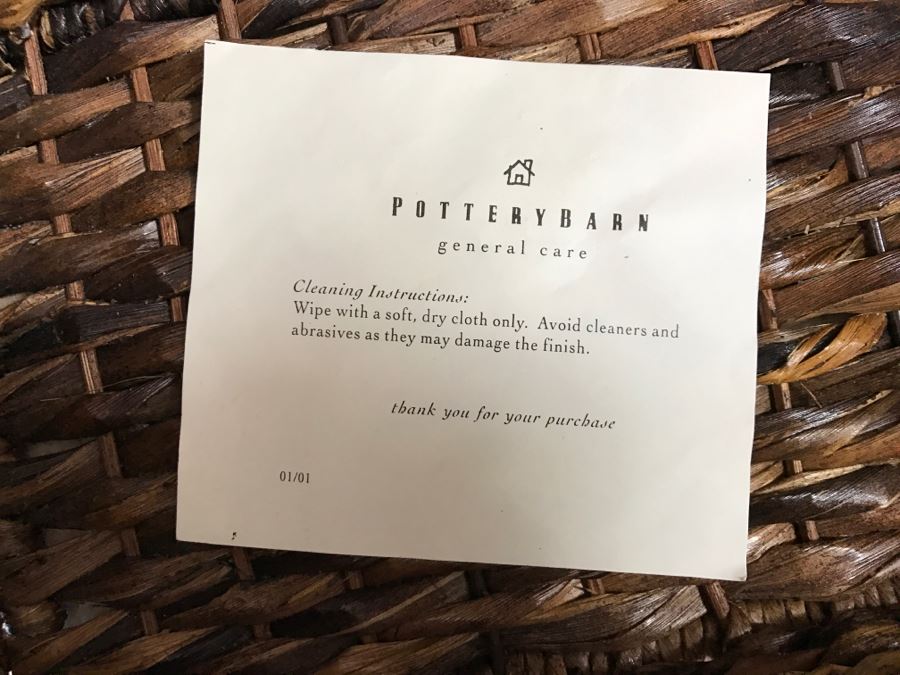 POTTERYBARN
general care
Cleaning Instructions:
Wipe with a soft, dry cloth only. Avoid cleaners and
abrasives as they may damage the finish.
thank you for your purchase
01/01